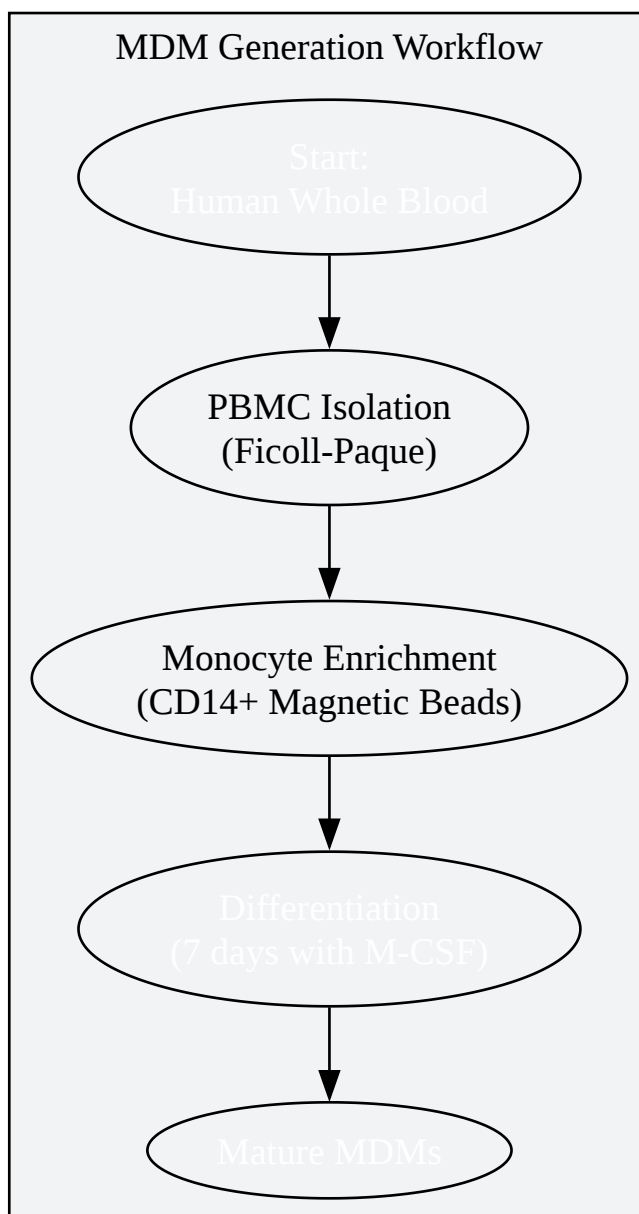 MDM Generation Workflow
Start:
Human Whole Blood
PBMC Isolation
(Ficoll-Paque)
Monocyte Enrichment
(CD14+ Magnetic Beads)
Differentiation
(7 days with M-CSF)
Mature MDMs